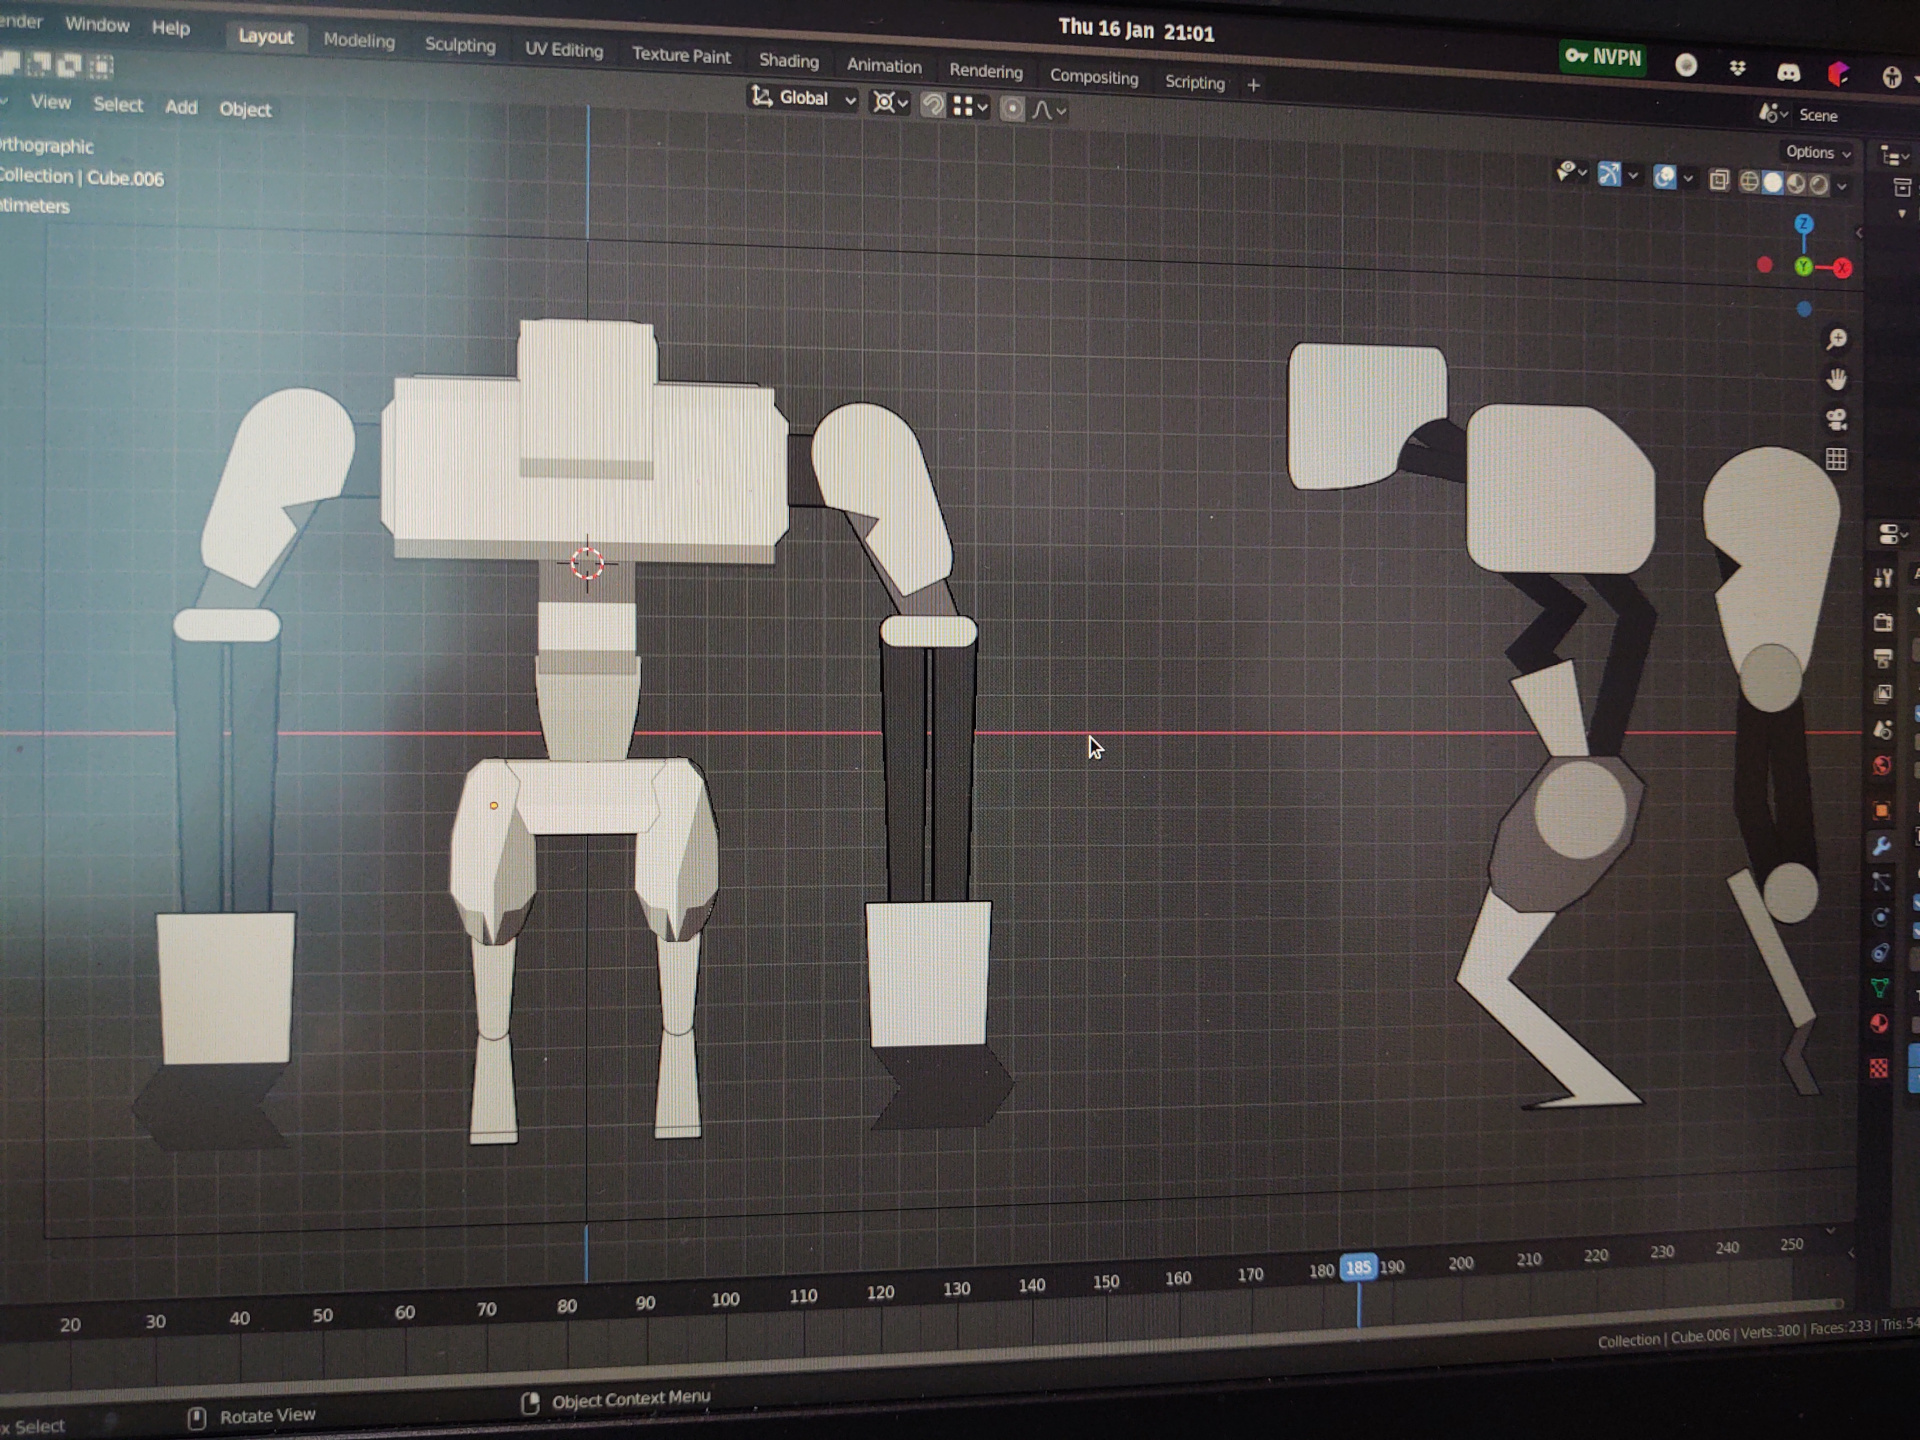 Thu 16 Jan 21:01
Window Help Layout Modeling Sculpting UV Editing Texture Paint Shading Animation Rendering Compositing Scripting +
NVPN
View Select Add Object
Global
Scene
Options
Collection | Cube.006
Z
Y
X
20 30 40 50 60 70 80 90 100 110 120 130 140 150 160 170 180 185 190 200 210 220 230 240 250
Collection | Cube.006 | Verts:300 | Faces:233 | Tris:54
Select
Rotate View
Object Context Menu